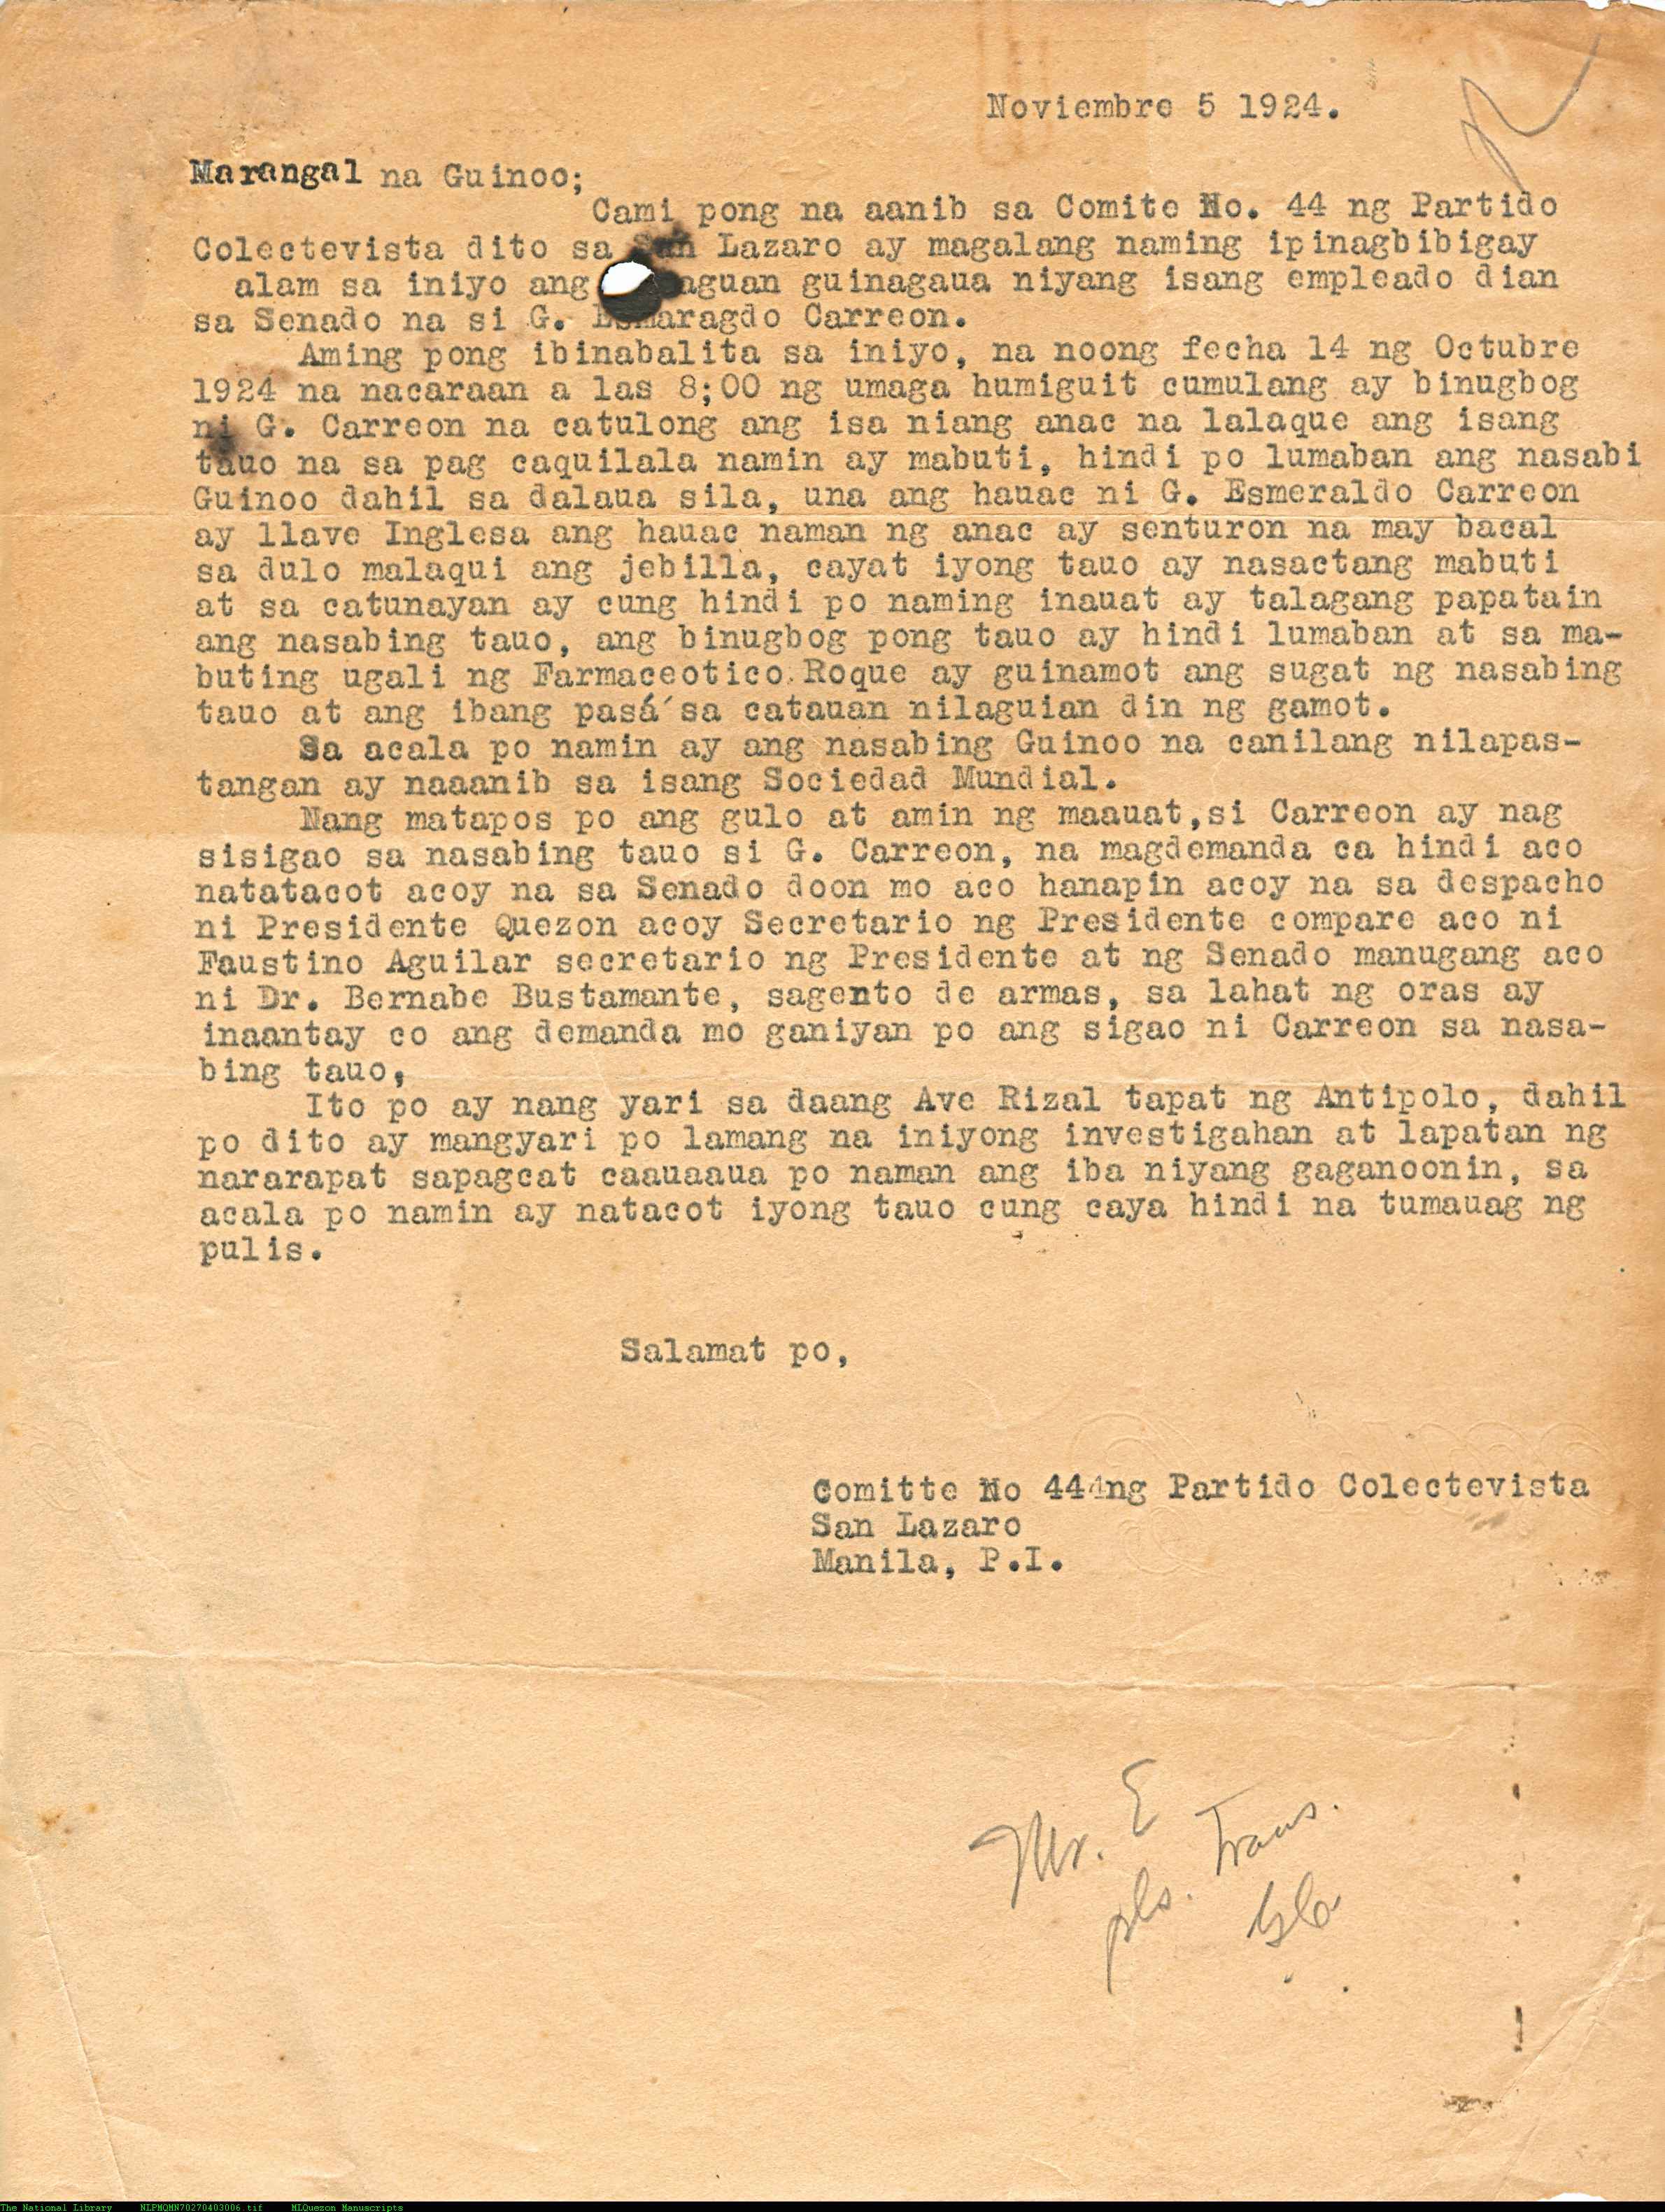 Noviembre 5 1924.
Marangal na Guinoo;
Cami pong na aanib sa Comite No. 44 ng Partido
Colectevista dito sa San Lazaro ay magalang naming ipinagbibigay
alam sa iniyo ang aguan guinagaua niyang isang empleado dian
sa Senado na si G. Esmaragdo Carreon.
Aming pong ibinabalita sa iniyo, na noong fecha 14 ng Octubre
1924 na nacaraan a las 8;00 ng umaga humiguit cumulang ay binugbog
ni G. Carreon na catulong ang isa niang anac na lalaque ang isang
tauo na sa pag caquilala namin ay mabuti, hindi po lumaban ang nasabi
Guinoo dahil sa dalaua sila, una ang hauac ni G. Esmeraldo Carreon
ay llave Inglesa ang hauac naman ng anac ay senturon na may bacal
sa dulo malaqui ang jebilla, cayat iyong tauo ay nasactang mabuti
at sa catunayan ay cung hindi po naming inauat ay talagang papatain
ang nasabing tauo, ang binugbog pong tauo ay hindi lumaban at sa ma-
buting ugali ng Farmaceotico.Roque ay guinamot ang sugat ng nasabing
tauo at ang ibang pasá sa catauan nilaguian din ng gamot.
Sa acala po namin ay ang nasabing Guinoo na canilang nilapas-
tangan ay naaanib sa isang Sociedad Mundial.
Nang matapos po ang gulo at amin ng maauat,si Carreon ay nag
sisigao sa nasabing tauo si G. Carreon, na magdemanda ca hindi aco
natatacot acoy na sa Senado doon mo aco hanapin acoy na sa despacho
ni Presidente Quezon acoy Secretario ng Presidente compare aco ni
Faustino Aguilar secretario ng Presidente at ng Senado manugang aco
ni Dr. Bernabe Bustamante, sagento de armas, sa lahat ng oras ay
inaantay co ang demanda mo ganiyan po ang sigao ni Carreon sa nasa-
bing tauo,
Ito po ay nang yari sa daang Ave Rizal tapat ng Antipolo, dahil
po dito ay mangyari po lamang na iniyong investigahan at lapatan ng
nararapat sapagcat caauaaua po naman ang iba niyang gaganoonin, sa
acala po namin ay natacot iyong tauo cung caya hindi na tumauag ng
pulis.
Salamat po,
Comitte No 444ng Partido Colectevista
San Lazaro
Manila, P.I.
Mr. E
pls. Trans.
The National Library NLPMQMN70270403006.tif MLQuezon Manuscripts